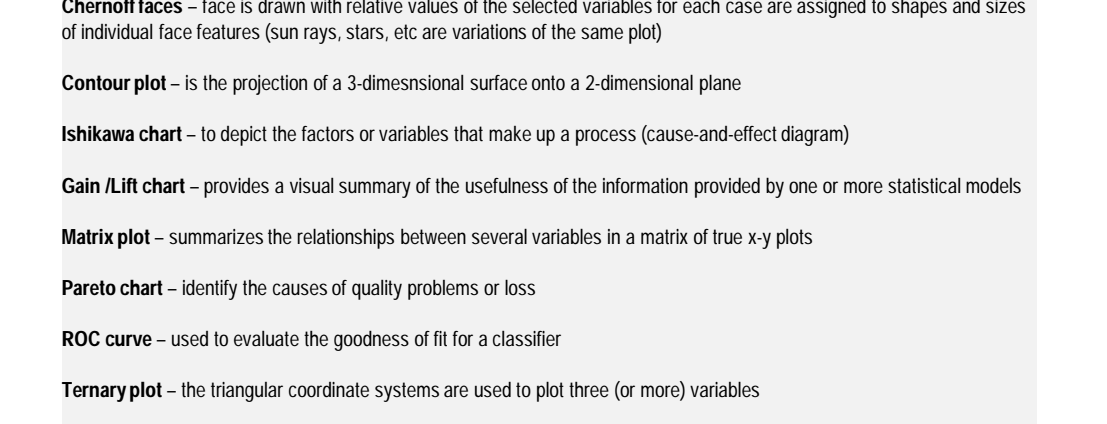 Chernoff faces – face is drawn with relative values of the selected variables for each case are assigned to shapes and sizes
of individual face features (sun rays, stars, etc are variations of the same plot)
Contour plot – is the projection of a 3-dimesnsional surface onto a 2-dimensional plane
Ishikawa chart – to depict the factors or variables that make up a process (cause-and-effect diagram)
Gain /Lift chart – provides a visual summary of the usefulness of the information provided by one or more statistical models
Matrix plot – summarizes the relationships between several variables in a matrix of true x-y plots
Pareto chart – identify the causes of quality problems or loss
ROC curve – used to evaluate the goodness of fit for a classifier
Ternary plot – the triangular coordinate systems are used to plot three (or more) variables